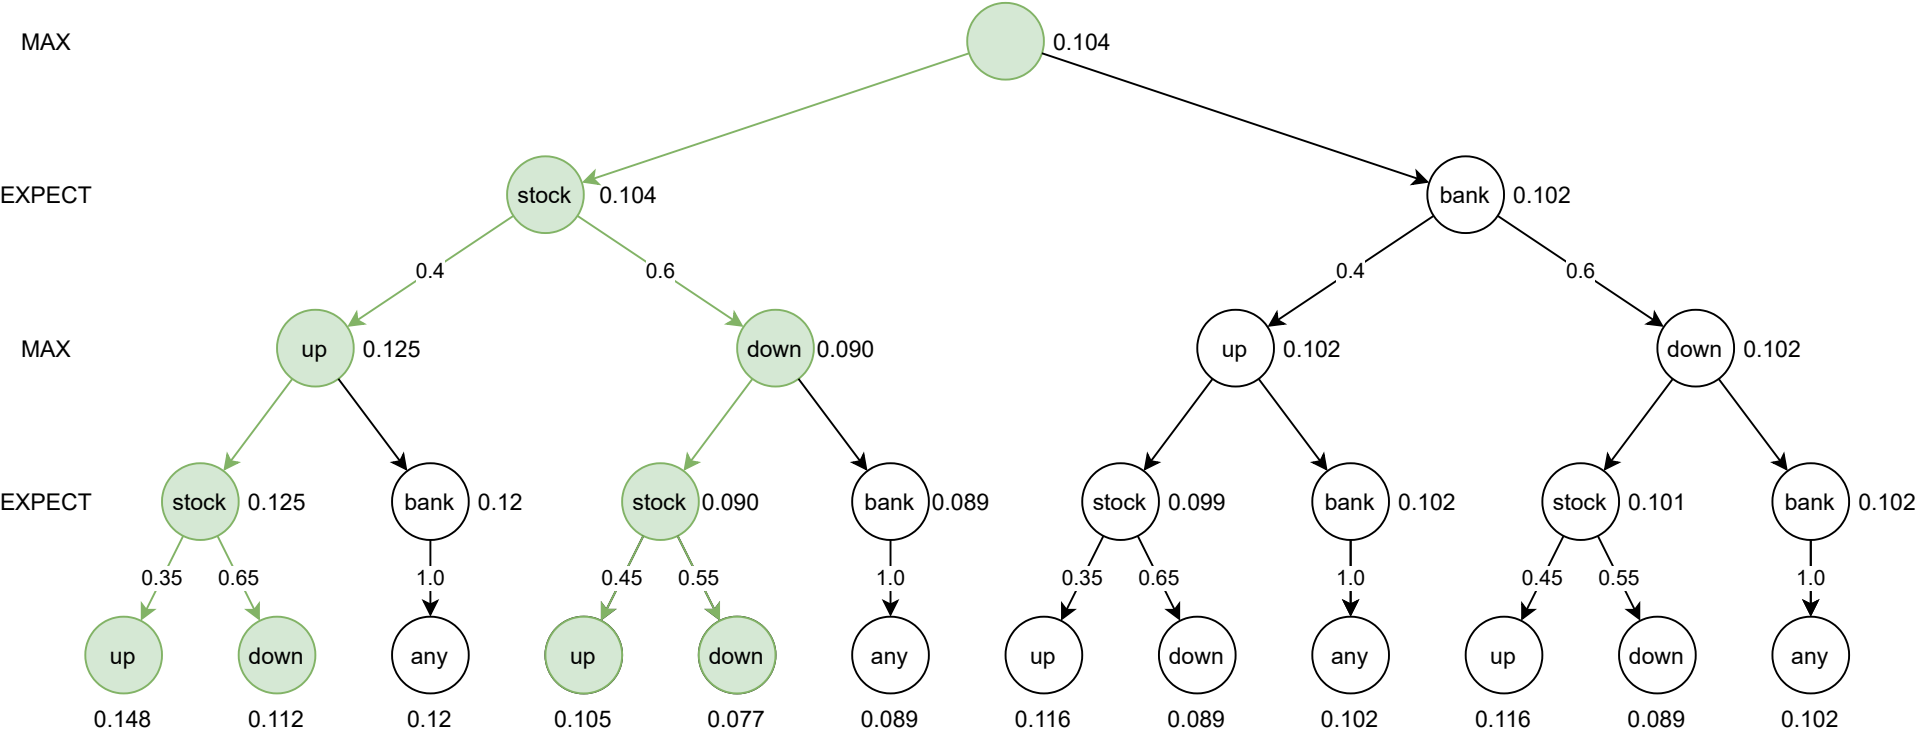 MAX 0.104
EXPECT stock 0.104 bank 0.102
0.4 0.6 0.4 0.6
MAX up 0.125 down 0.090 up 0.102 down 0.102
EXPECT stock 0.125 bank 0.12 stock 0.090 bank 0.089 stock 0.099 bank 0.102 stock 0.101 bank 0.102
0.35 0.65 1.0 0.45 0.55 1.0 0.35 0.65 1.0 0.45 0.55 1.0
up down any up down any up down any up down any
0.148 0.112 0.12 0.105 0.077 0.089 0.116 0.089 0.102 0.116 0.089 0.102